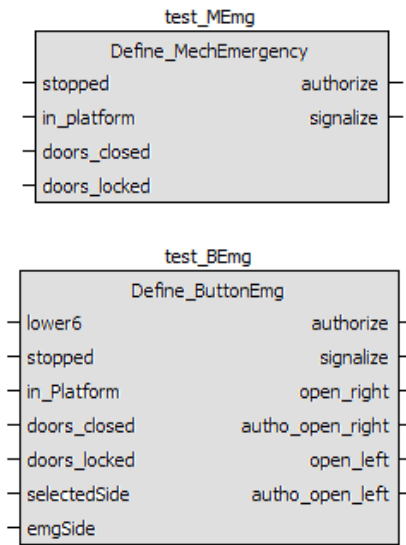 test_MEmg
Define_MechEmergency
stopped authorize
in_platform signalize
doors_closed
doors_locked
test_BEmg
Define_ButtonEmg
lower6 authorize
stopped signalize
in_Platform open_right
doors_closed autho_open_right
doors_locked open_left
selectedSide autho_open_left
emgSide